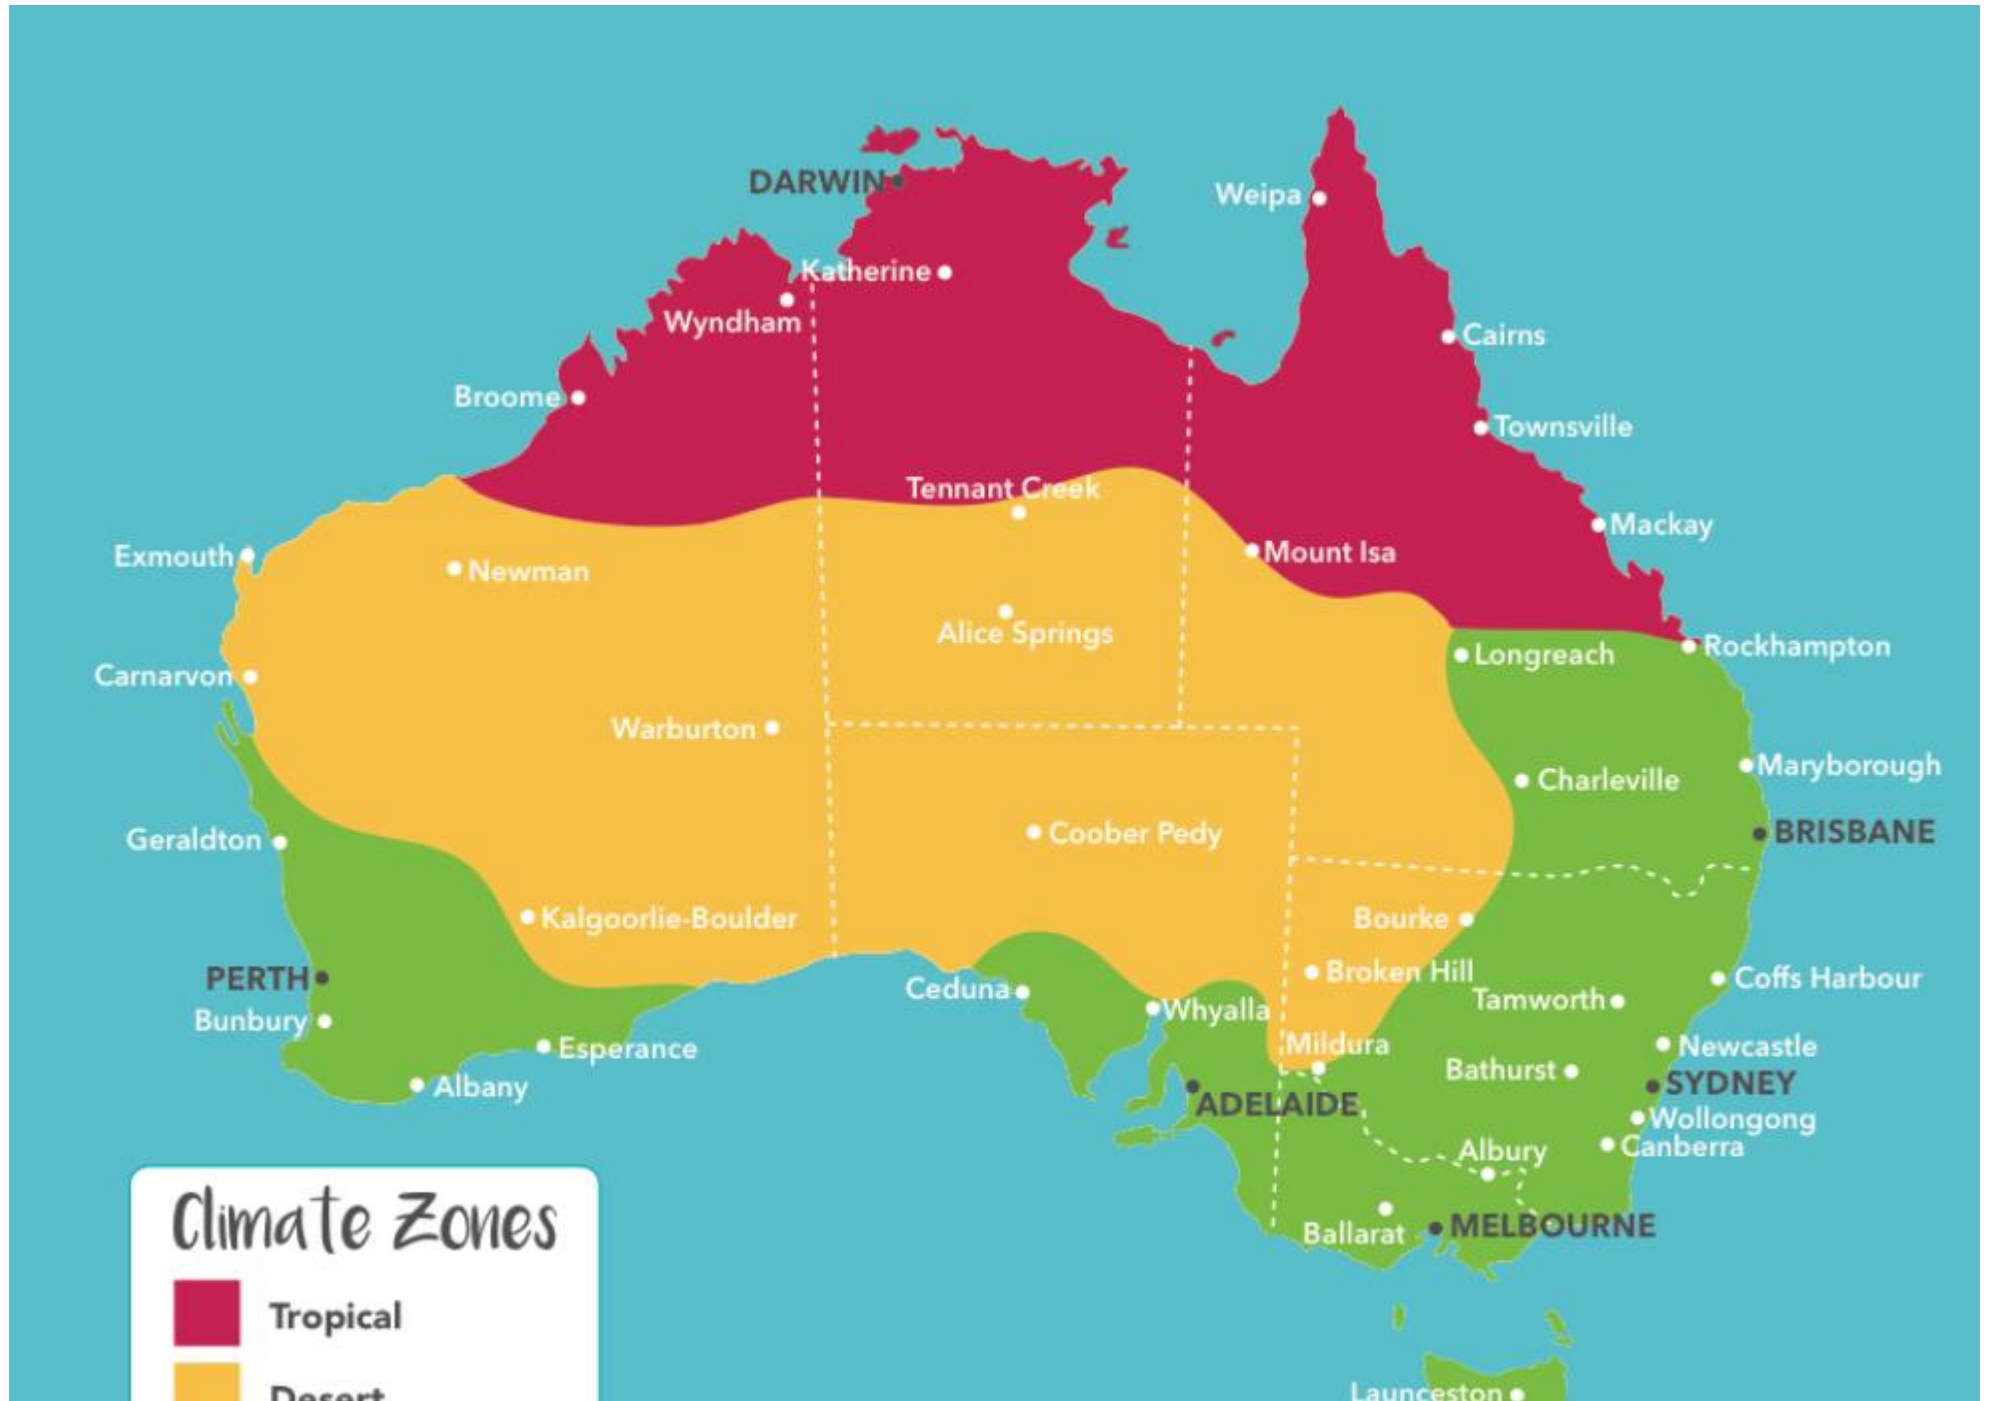 DARWIN
Weipa
Katherine
Wyndham
Cairns
Broome
Townsville
Tennant Creek
Mackay
Mount Isa
Exmouth
Newman
Alice Springs
Rockhampton
Longreach
Carnarvon
Warburton
Maryborough
Charleville
BRISBANE
Coober Pedy
Geraldton
Kalgoorlie-Boulder
Bourke
Broken Hill
Coffs Harbour
PERTH
Ceduna
Tamworth
Whyalla
Bunbury
Mildura
Newcastle
Esperance
Bathurst
SYDNEY
Albany
ADELAIDE
Wollongong
Canberra
Albury
MELBOURNE
Ballarat
Climate Zones
Tropical
Desert
Launceston